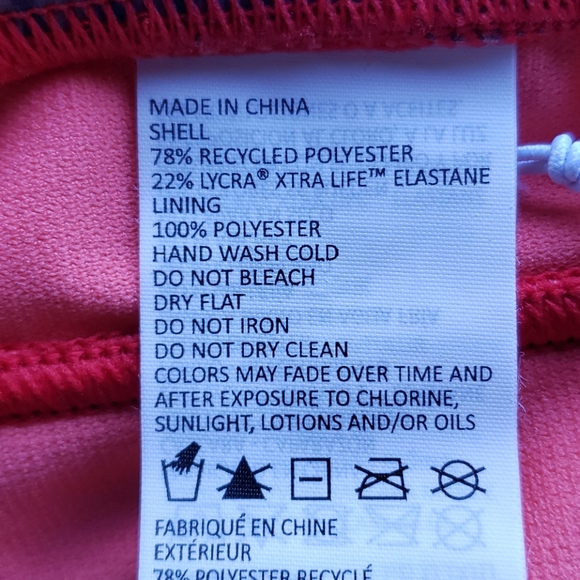 MADE IN CHINA
SHELL
78% RECYCLED POLYESTER
22% LYCRA® XTRA LIFE™ ELASTANE
LINING
100% POLYESTER
HAND WASH COLD
DO NOT BLEACH
DRY FLAT
DO NOT IRON
DO NOT DRY CLEAN
COLORS MAY FADE OVER TIME AND
AFTER EXPOSURE TO CHLORINE,
SUNLIGHT, LOTIONS AND/OR OILS
FABRIQUÉ EN CHINE
EXTÉRIEUR
78% POLYESTER RECYCLÉ